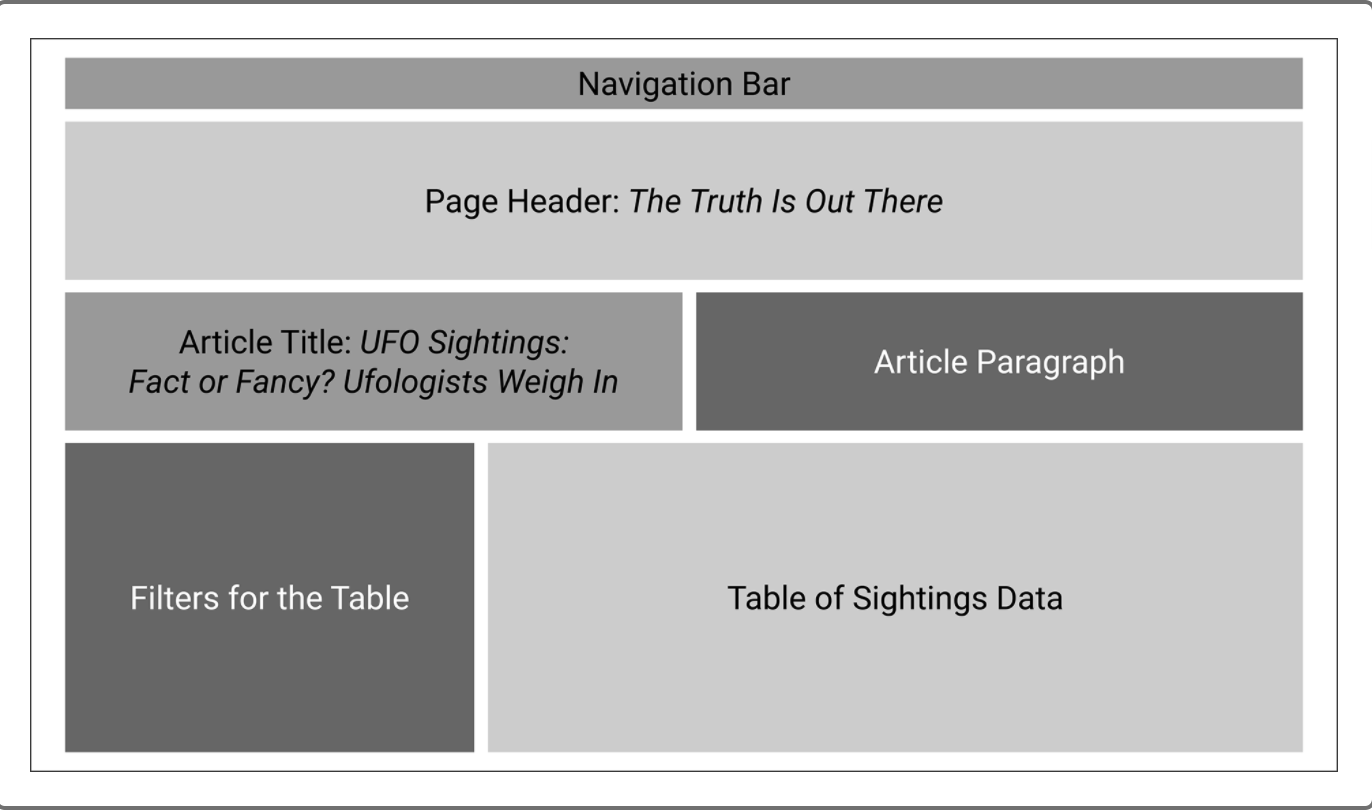 Navigation Bar
Page Header: The Truth Is Out There
Article Title: UFO Sightings:
Fact or Fancy? Ufologists Weigh In
Article Paragraph
Filters for the Table
Table of Sightings Data